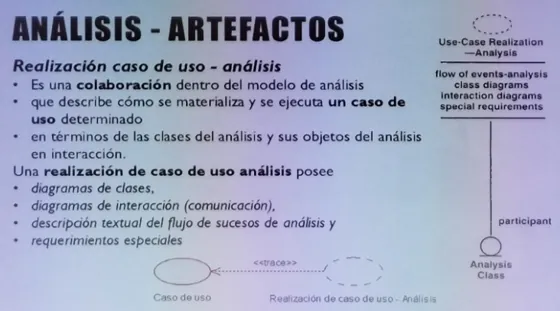 ANÁLISIS - ARTEFACTOS
Realización caso de uso - análisis
• Es una colaboración dentro del modelo de análisis
• que describe cómo se materializa y se ejecuta un caso de
uso determinado
• en términos de las clases del análisis y sus objetos del análisis
en interacción.
Una realización de caso de uso análisis posee
• diagramas de clases,
• diagramas de interacción (comunicación),
• descripción textual del flujo de sucesos de análisis y
• requerimientos especiales
Use-Case Realization
—Analysis
flow of events-analysis
class diagrams
interaction diagrams
special requirements
participant
Analysis
Class
<<trace>>
Caso de uso
Realización de caso de uso - Análisis